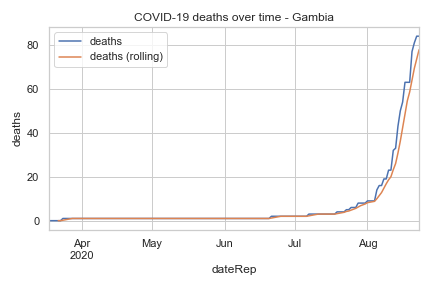 COVID-19 deaths over time - Gambia
deaths
deaths (rolling)
80
60
40
20
0
deaths
Apr
2020
May
Jun
Jul
Aug
dateRep